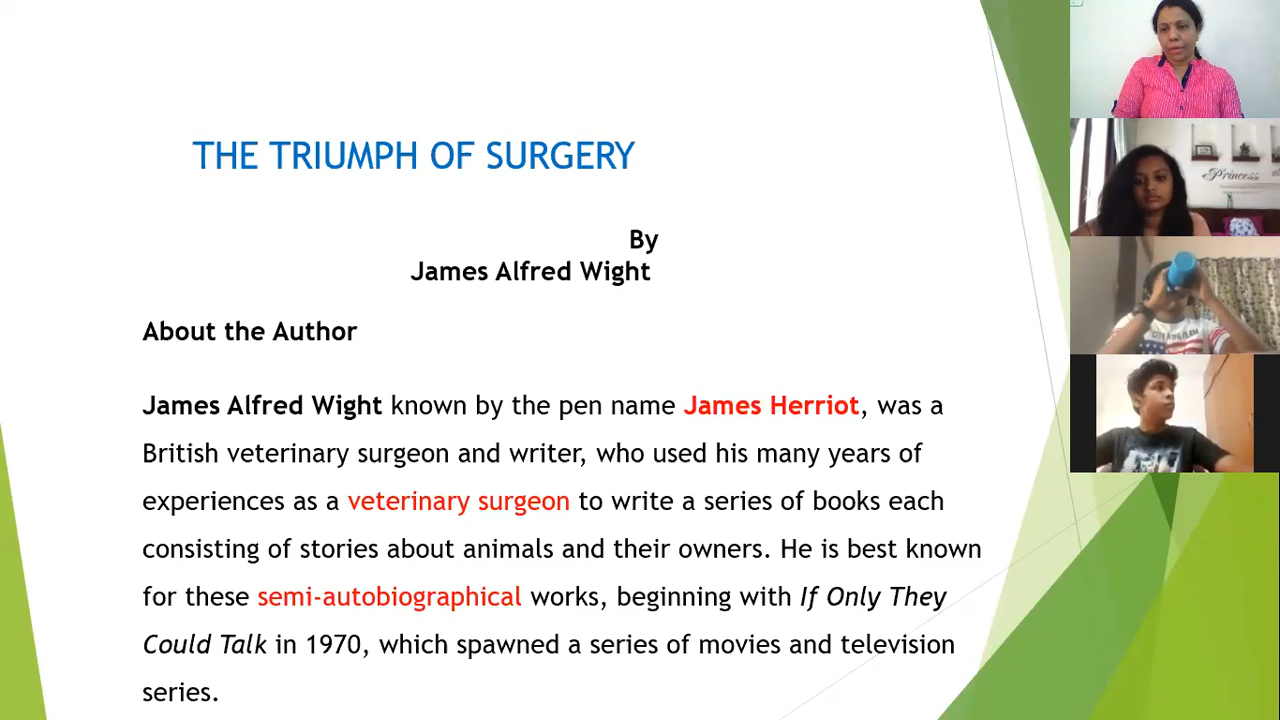 THE TRIUMPH OF SURGERY
By
James Alfred Wight
About the Author
James Alfred Wight known by the pen name James Herriot, was a
British veterinary surgeon and writer, who used his many years of
experiences as a veterinary surgeon to write a series of books each
consisting of stories about animals and their owners. He is best known
for these semi-autobiographical works, beginning with If Only They
Could Talk in 1970, which spawned a series of movies and television
series.
Princess